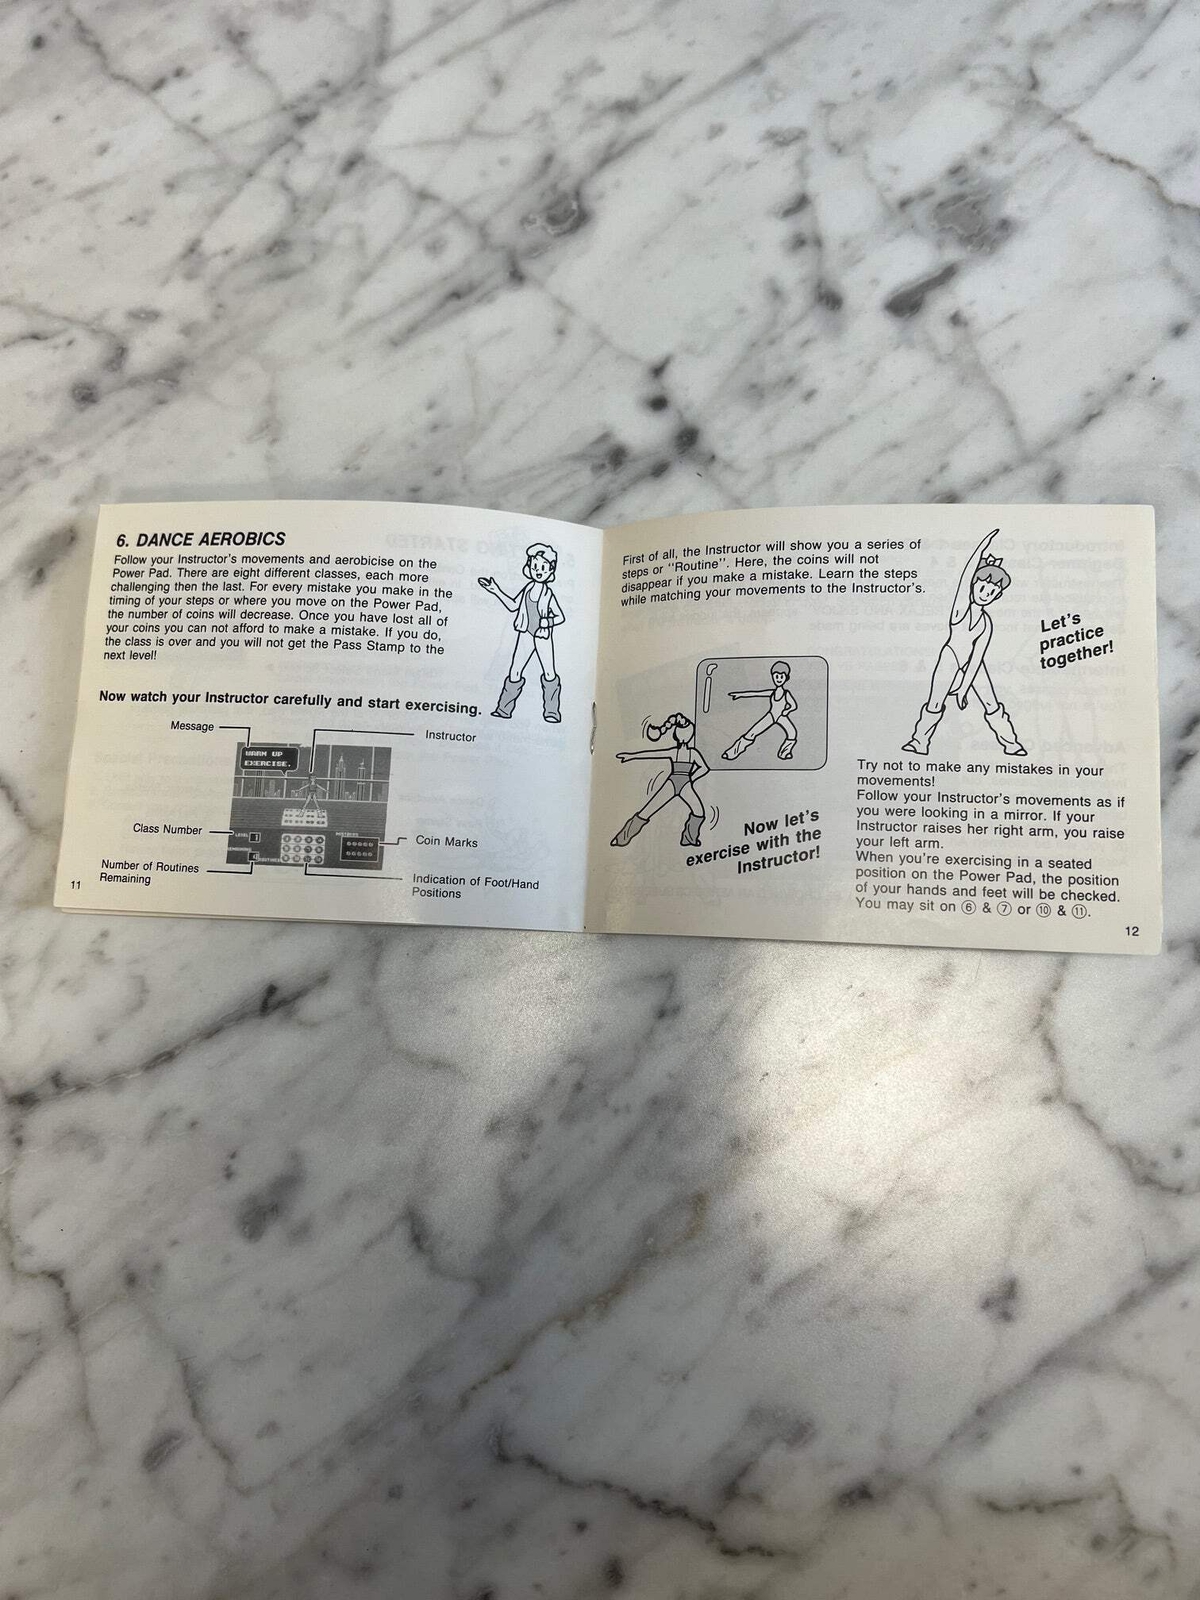 6. DANCE AEROBICS
Follow your Instructor's movements and aerobicise on the
Power Pad. There are eight different classes, each more
challenging then the last. For every mistake you make in the
timing of your steps or where you move on the Power Pad,
the number of coins will decrease. Once you have lost all of
your coins you can not afford to make a mistake. If you do,
the class is over and you will not get the Pass Stamp to the
next level!
Now watch your Instructor carefully and start exercising.
Message
Instructor
WARM UP
EXERCISE.
Class Number
LEVEL
MISTAKES
Coin Marks
Number of Routines
Remaining
Indication of Foot/Hand
Positions
11
First of all, the Instructor will show you a series of
steps or "Routine". Here, the coins will not
disappear if you make a mistake. Learn the steps
while matching your movements to the Instructor's.
Let's
practice
together!
Now let's
exercise with the
Instructor!
Try not to make any mistakes in your
movements!
Follow your Instructor's movements as if
you were looking in a mirror. If your
Instructor raises her right arm, you raise
your left arm.
When you're exercising in a seated
position on the Power Pad, the position
of your hands and feet will be checked.
You may sit on ⑥ & ⑦ or ⑩ & ⑪.
12